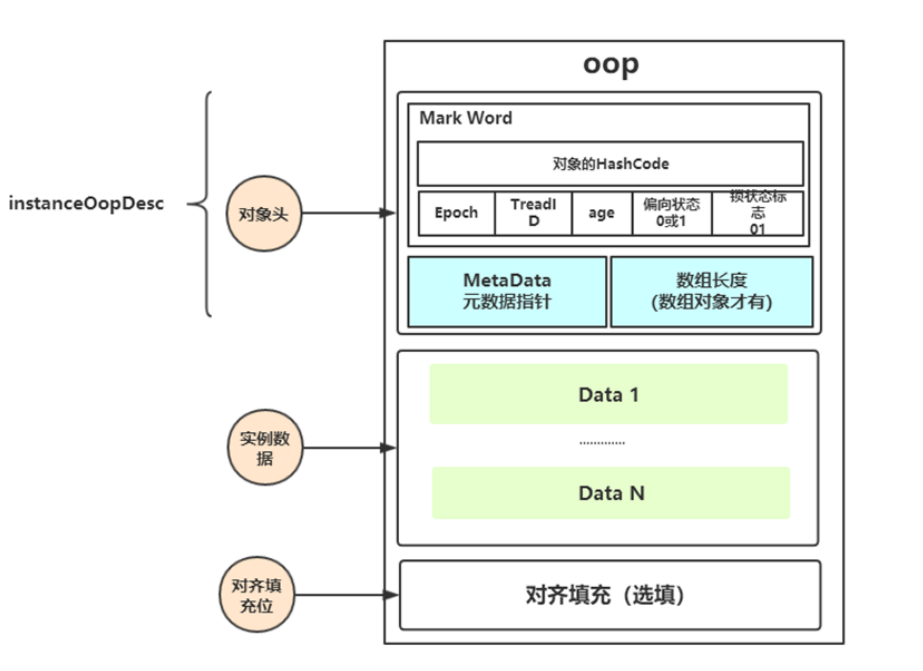 oop
Mark Word
对象的HashCode
Epoch
TreadI
D
age
偏向状态
0或1
锁状态标
志
01
instanceOopDesc
对象头
MetaData
元数据指针
数组长度
(数组对象才有)
Data 1
.............
实例数
据
Data N
对齐填
充位
对齐填充（选填）